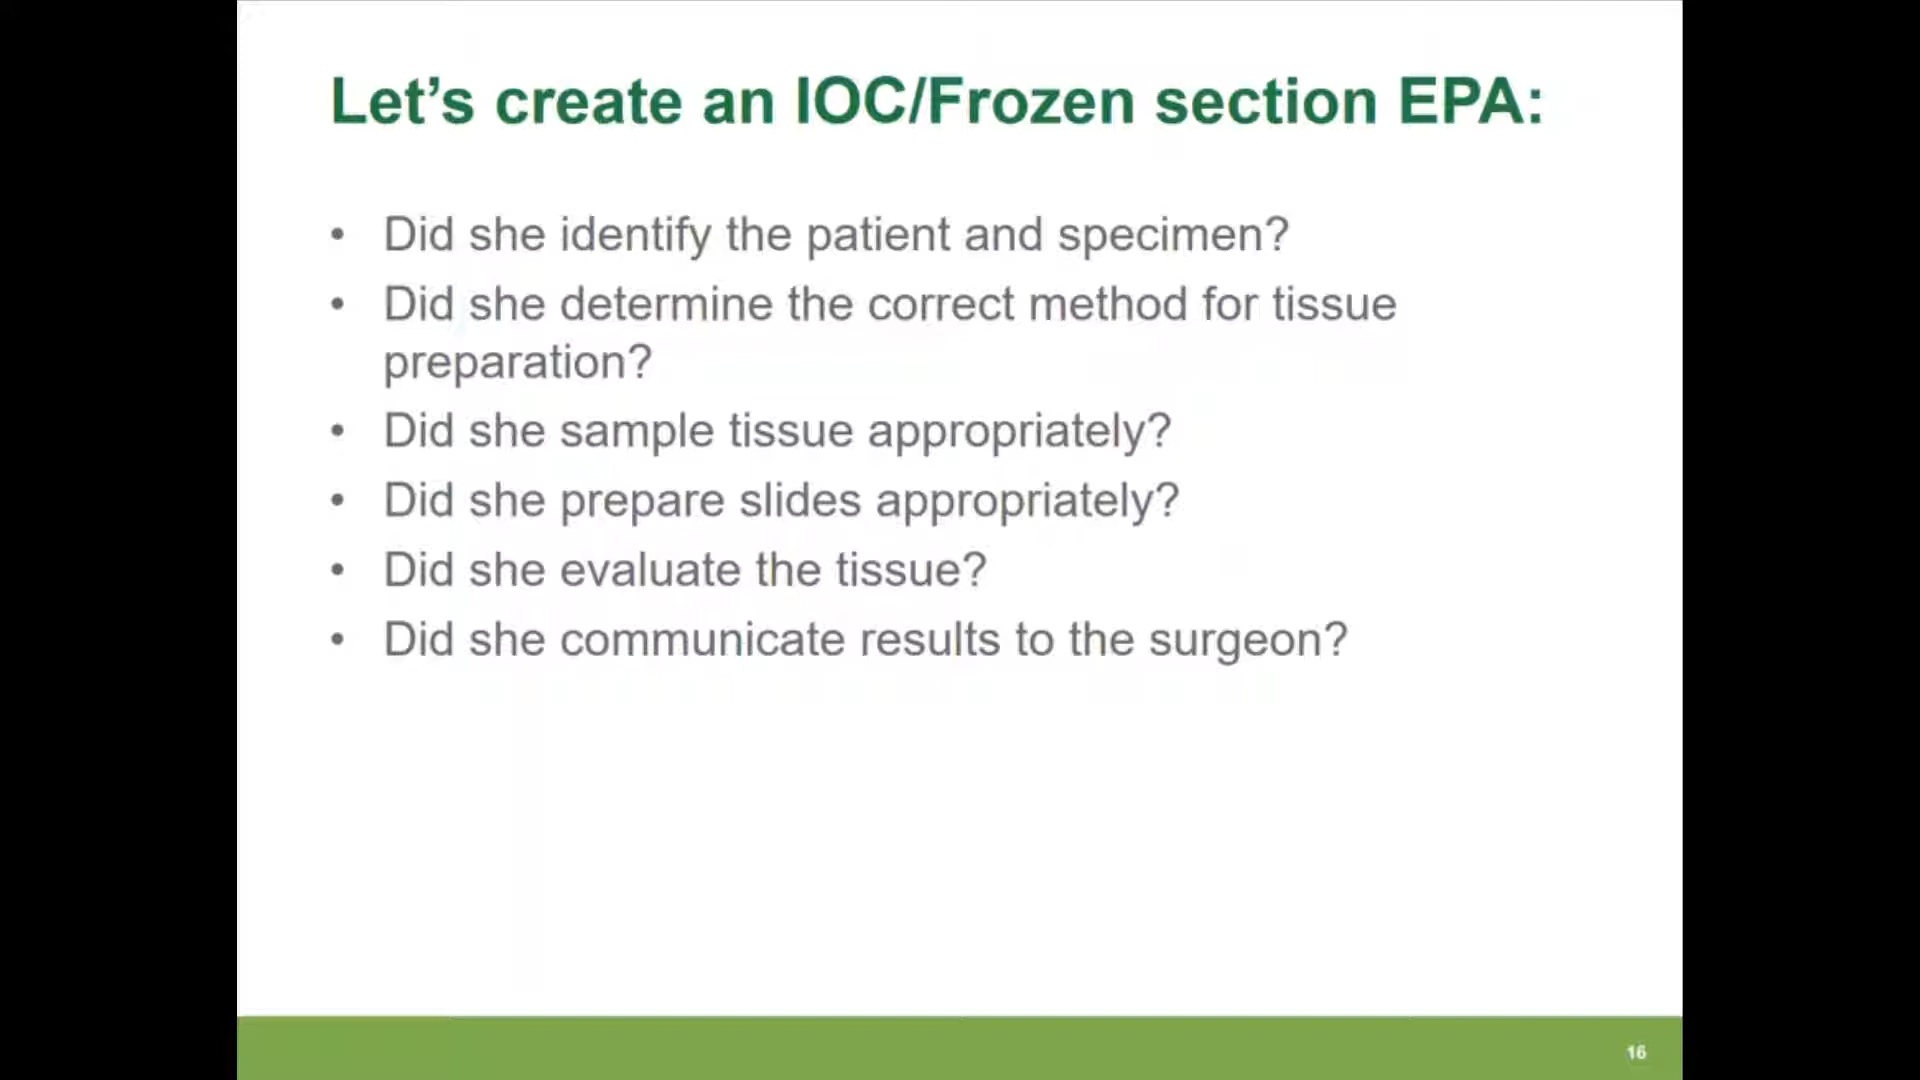 Let’s create an IOC/Frozen section EPA:
• Did she identify the patient and specimen?
• Did she determine the correct method for tissue
preparation?
• Did she sample tissue appropriately?
• Did she prepare slides appropriately?
• Did she evaluate the tissue?
• Did she communicate results to the surgeon?
16